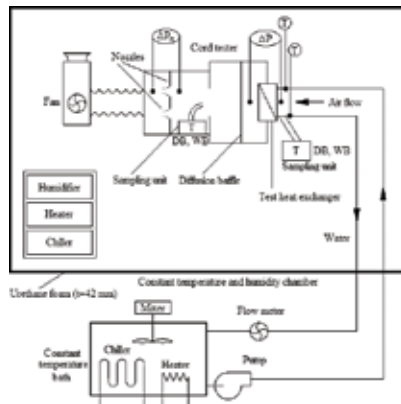 ΔPn
Cord tester
ΔP
T
T
Nozzles
Fan
Air flow
T
DB, WB
T
DB, WB
Sampling unit
Sampling unit
Diffusion baffle
Test heat exchanger
Humidifier
Heater
Chiller
Water
Urethane foam (t=42 mm)
Constant temperature and humidity chamber
Mixer
Flow meter
Constant
temperature
bath
Chiller
Heater
Pump